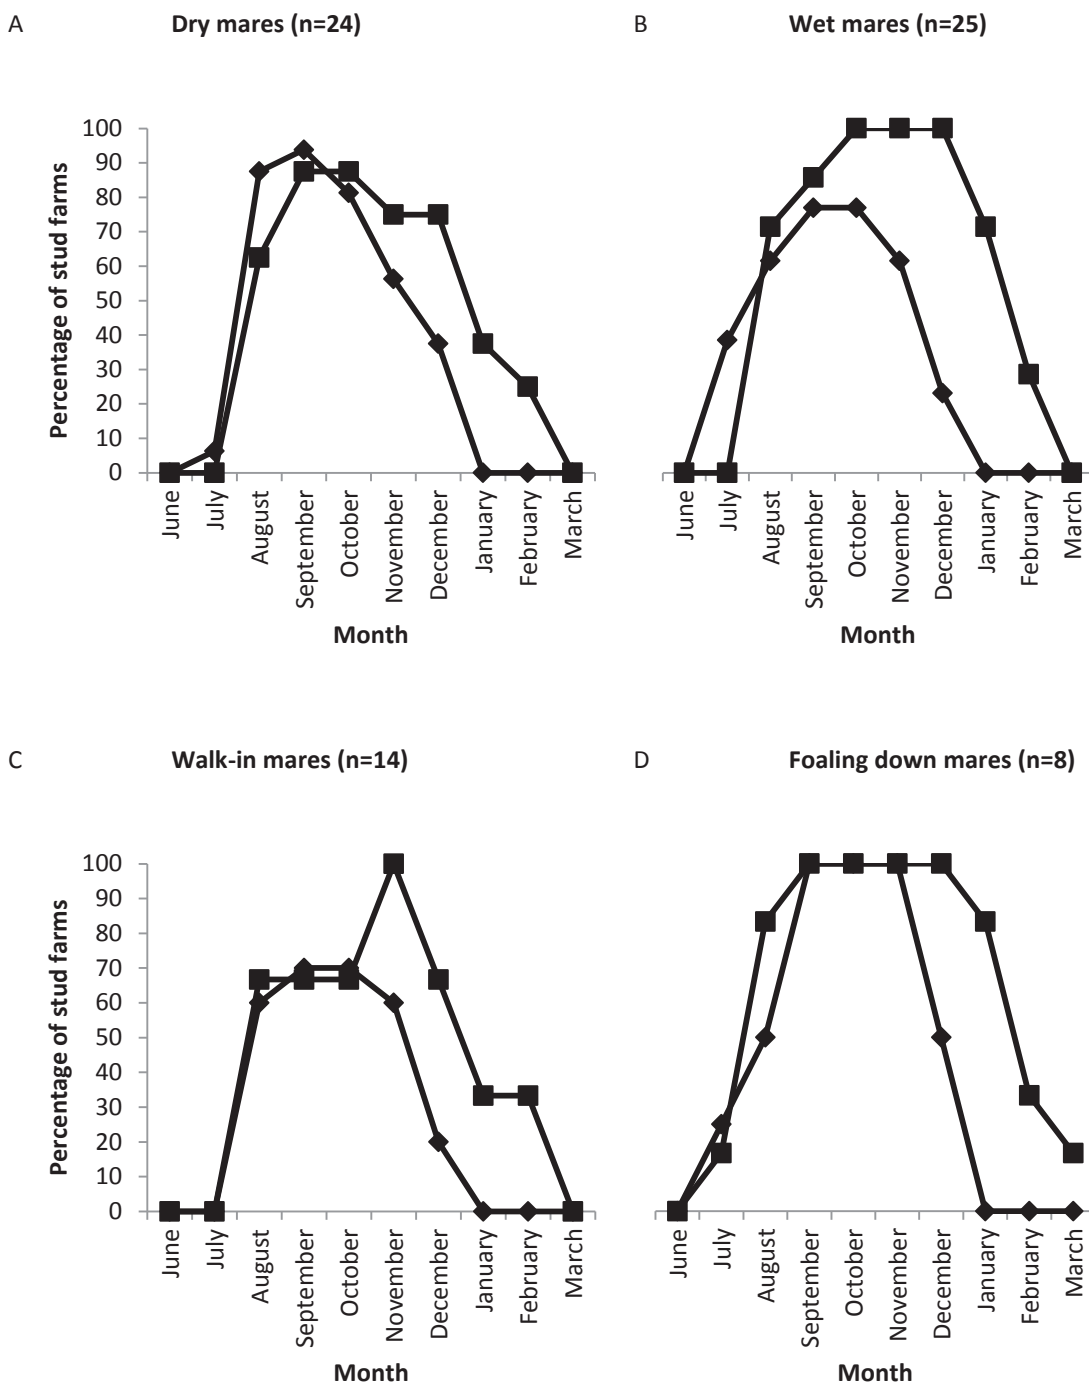 A
Dry mares (n=24)
Percentage of stud farms
100
90
80
70
60
50
40
30
20
10
0
June
July
August
September
October
November
December
January
February
March
Month
B
Wet mares (n=25)
June
July
August
September
October
November
December
January
February
March
Month
C
Walk-in mares (n=14)
Percentage of stud farms
100
90
80
70
60
50
40
30
20
10
0
June
July
August
September
October
November
December
January
February
March
Month
D
Foaling down mares (n=8)
June
July
August
September
October
November
December
January
February
March
Month